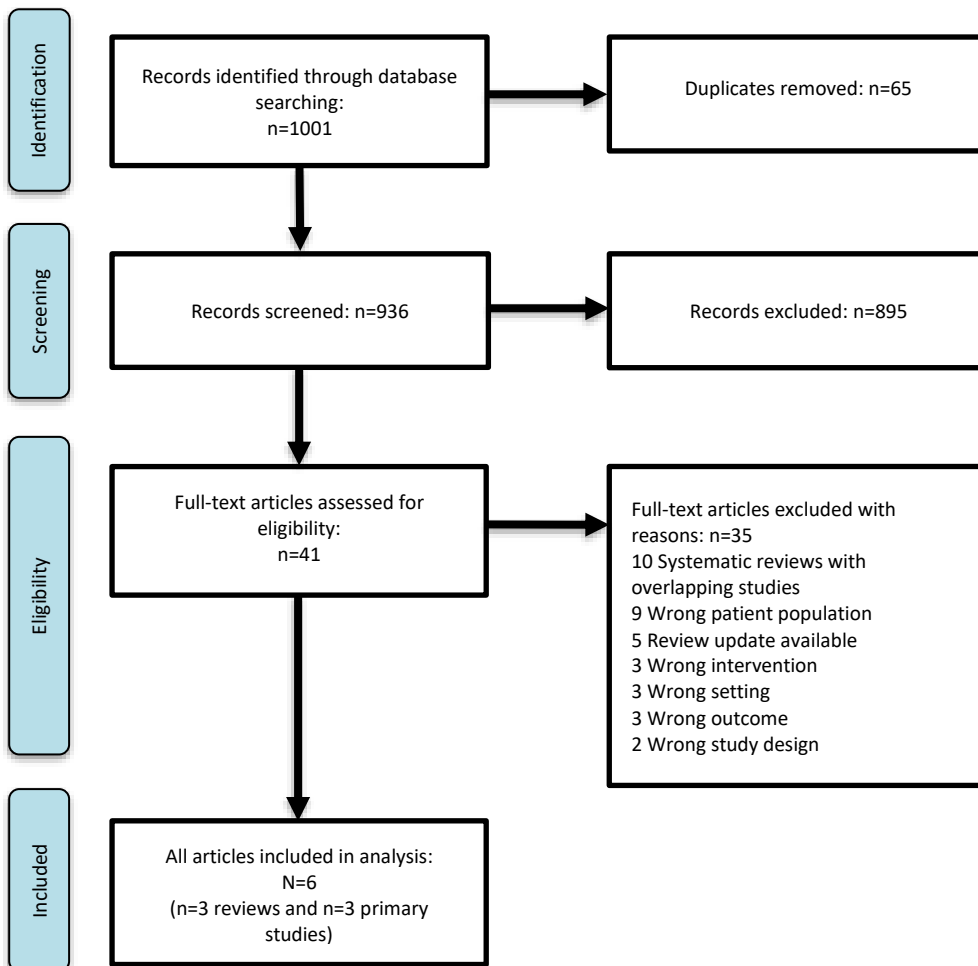 Identification
Records identified through database
searching:
n=1001
Duplicates removed: n=65
Screening
Records screened: n=936
Records excluded: n=895
Eligibility
Full-text articles assessed for
eligibility:
n=41
Full-text articles excluded with
reasons: n=35
10 Systematic reviews with
overlapping studies
9 Wrong patient population
5 Review update available
3 Wrong intervention
3 Wrong setting
3 Wrong outcome
2 Wrong study design
Included
All articles included in analysis:
N=6
(n=3 reviews and n=3 primary
studies)